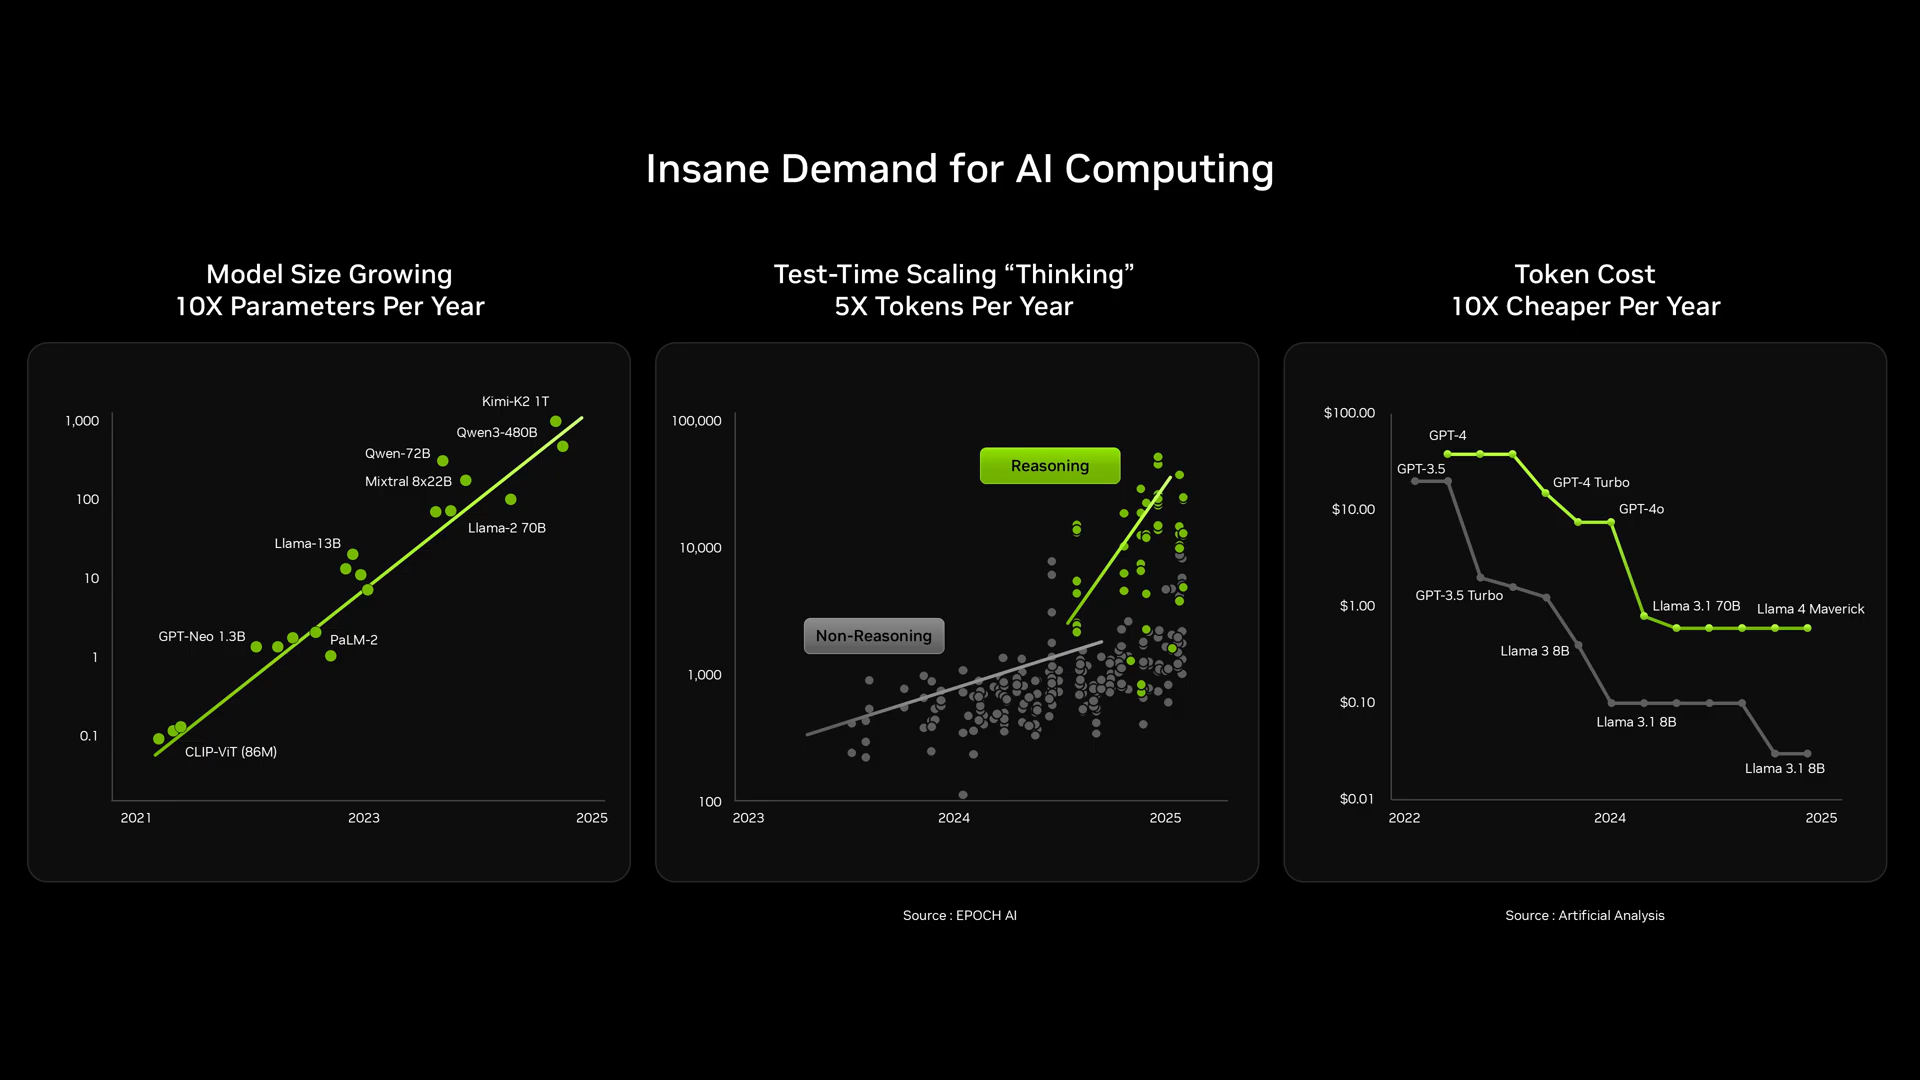 Insane Demand for AI Computing
Model Size Growing
10X Parameters Per Year
1,000
100
10
1
0.1
Kimi-K2 1T
Qwen3-480B
Qwen-72B
Mixtral 8x22B
Llama-2 70B
Llama-13B
GPT-Neo 1.3B
PaLM-2
CLIP-ViT (86M)
2021
2023
2025
Test-Time Scaling “Thinking”
5X Tokens Per Year
100,000
10,000
1,000
100
Reasoning
Non-Reasoning
2023
2024
2025
Source : EPOCH AI
Token Cost
10X Cheaper Per Year
$100.00
$10.00
$1.00
$0.10
$0.01
GPT-4
GPT-3.5
GPT-4 Turbo
GPT-4o
GPT-3.5 Turbo
Llama 3.1 70B
Llama 4 Maverick
Llama 3 8B
Llama 3.1 8B
Llama 3.1 8B
2022
2024
2025
Source : Artificial Analysis